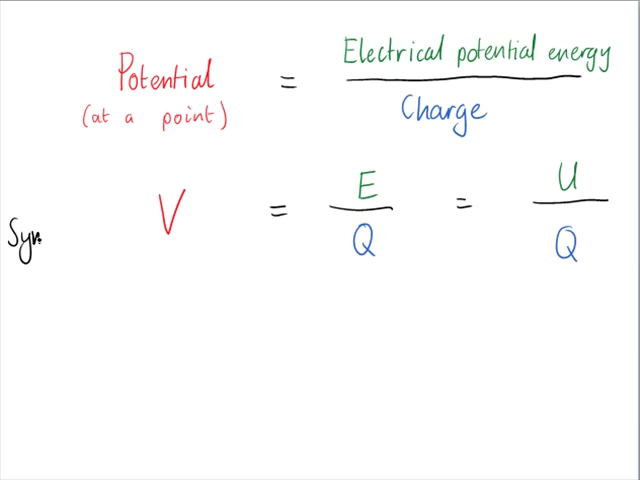 Potential = Electrical potential energy
Charge
(at a point)
V = E = U
Q Q